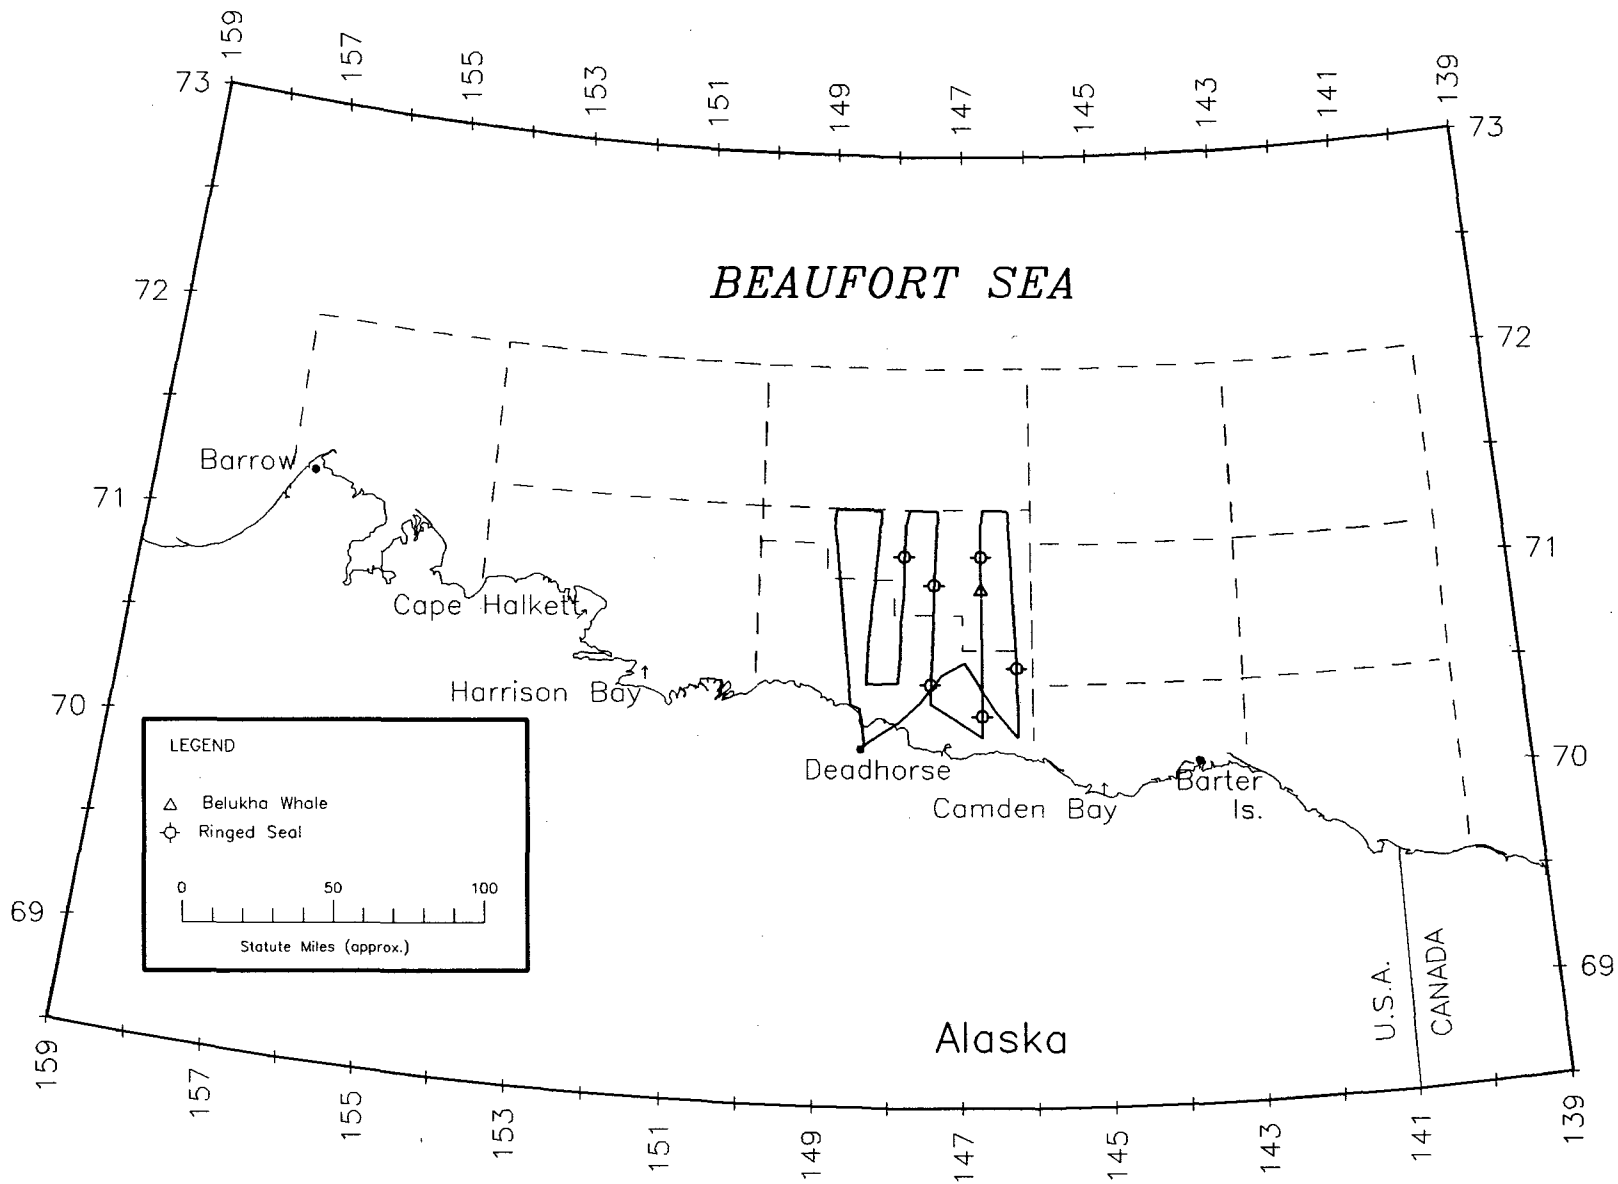 159
157
155
153
151
149
147
145
143
141
139
73
73
BEAUFORT SEA
72
72
Barrow
71
71
Cape Halkett
Harrison Bay
70
70
Deadhorse
Camden Bay
Barter
Is.
LEGEND
Belukha Whale
Ringed Seal
0 50 100
Statute Miles (approx.)
69
69
U.S.A.
CANADA
Alaska
159
157
155
153
151
149
147
145
143
141
139